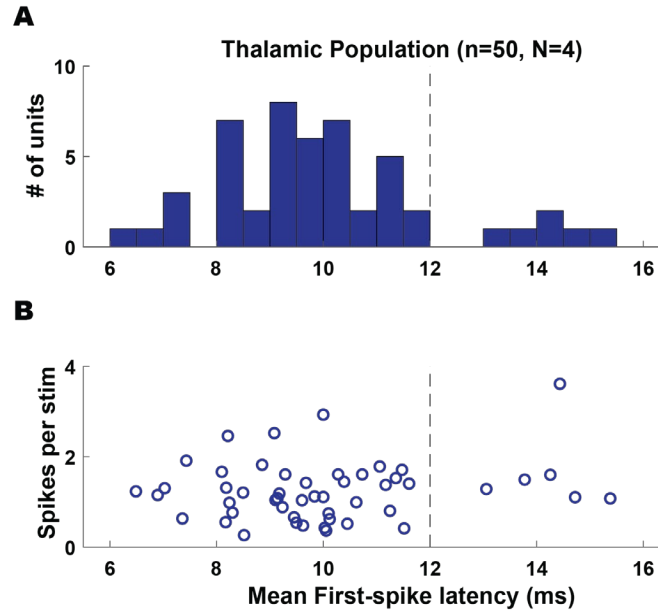 A
Thalamic Population (n=50, N=4)
10
5
0
# of units
6 8 10 12 14 16
B
4
2
0
Spikes per stim
6 8 10 12 14 16
Mean First-spike latency (ms)